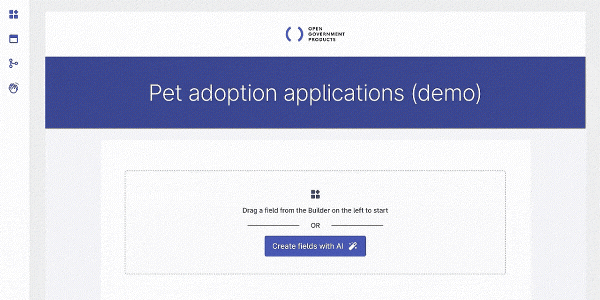 OPEN
GOVERNMENT
PRODUCTS
Pet adoption applications (demo)
Drag a field from the Builder on the left to start
OR
Create fields with AI